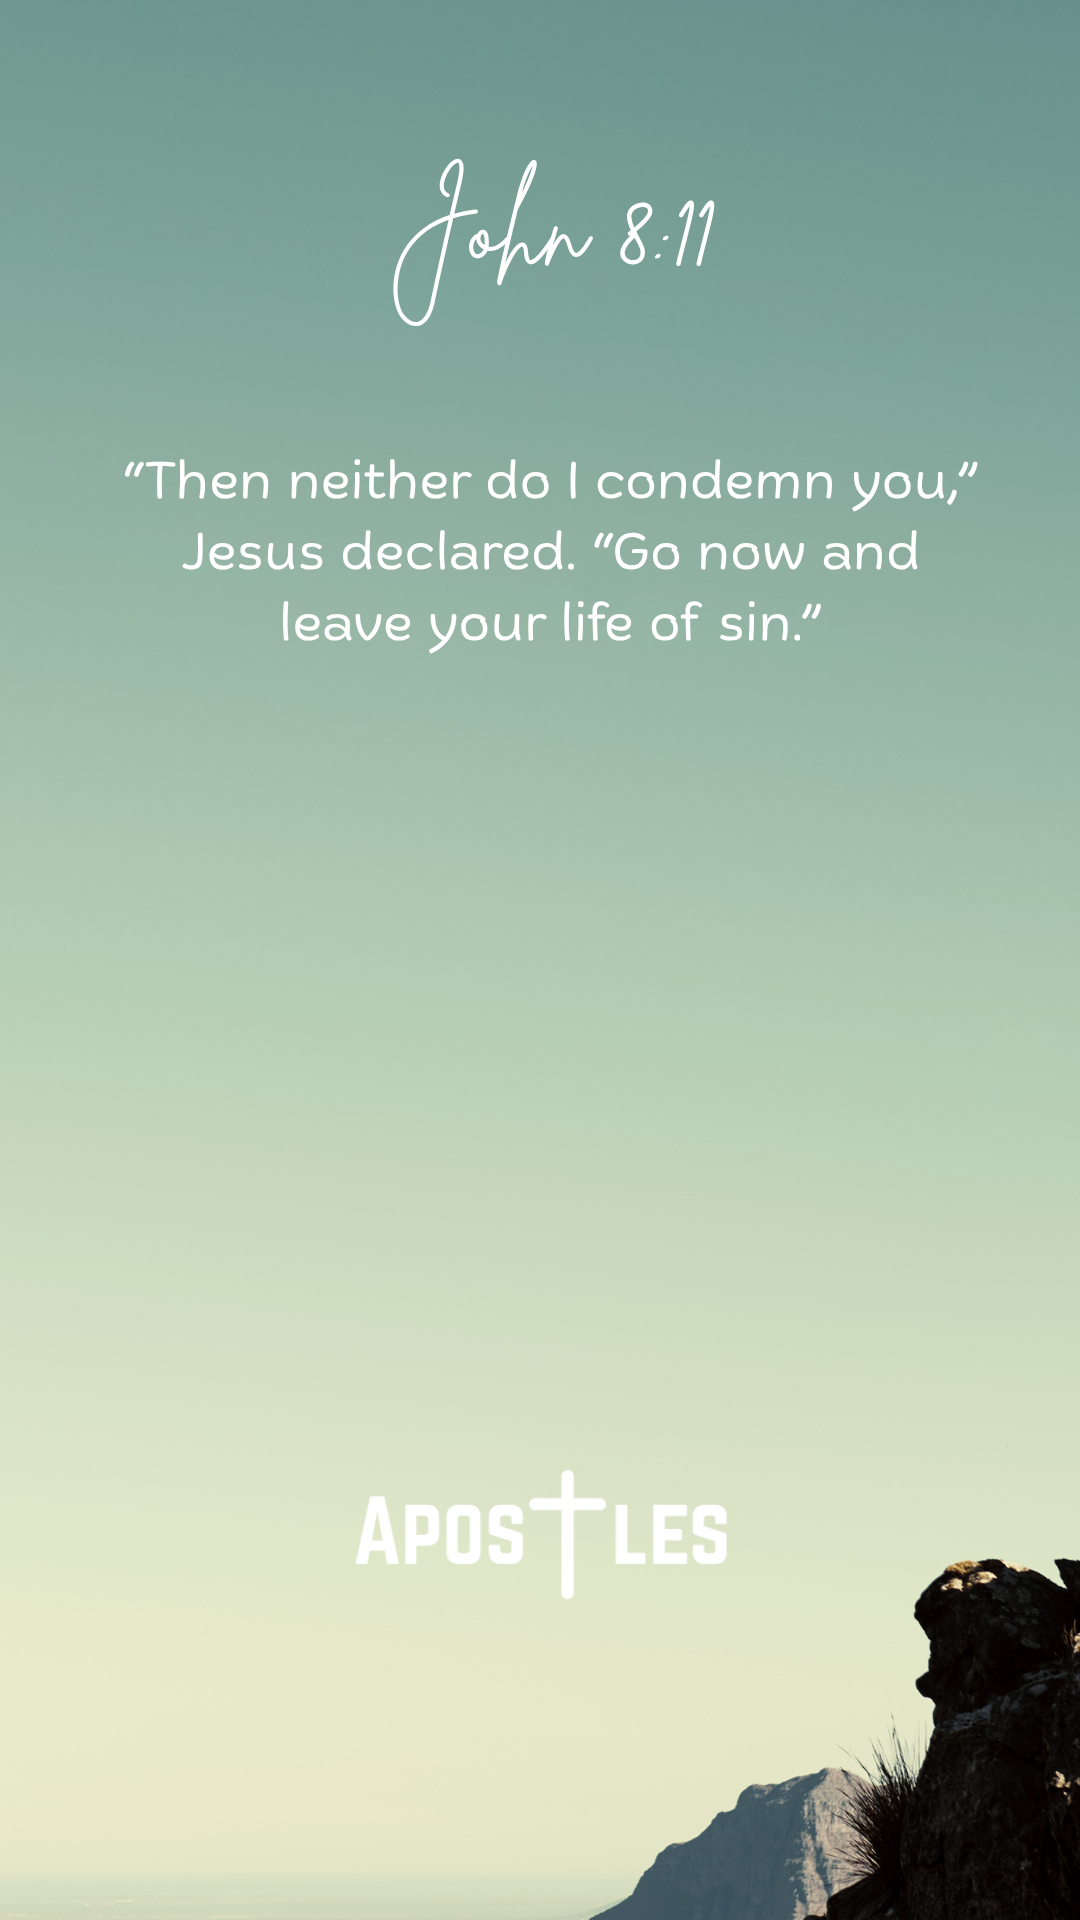 John 8:11
“Then neither do I condemn you,”
Jesus declared. “Go now and
leave your life of sin.”
APOSTLES